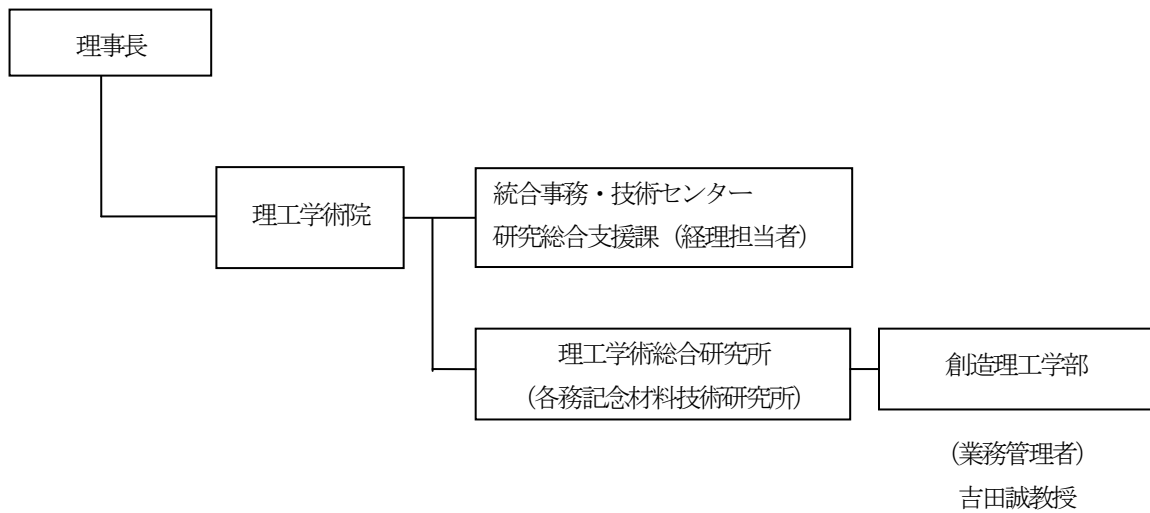 理事長
理工学術院
統合事務・技術センター
研究総合支援課（経理担当者）
理工学術総合研究所
（各務記念材料技術研究所）
創造理工学部
（業務管理者）
吉田誠教授